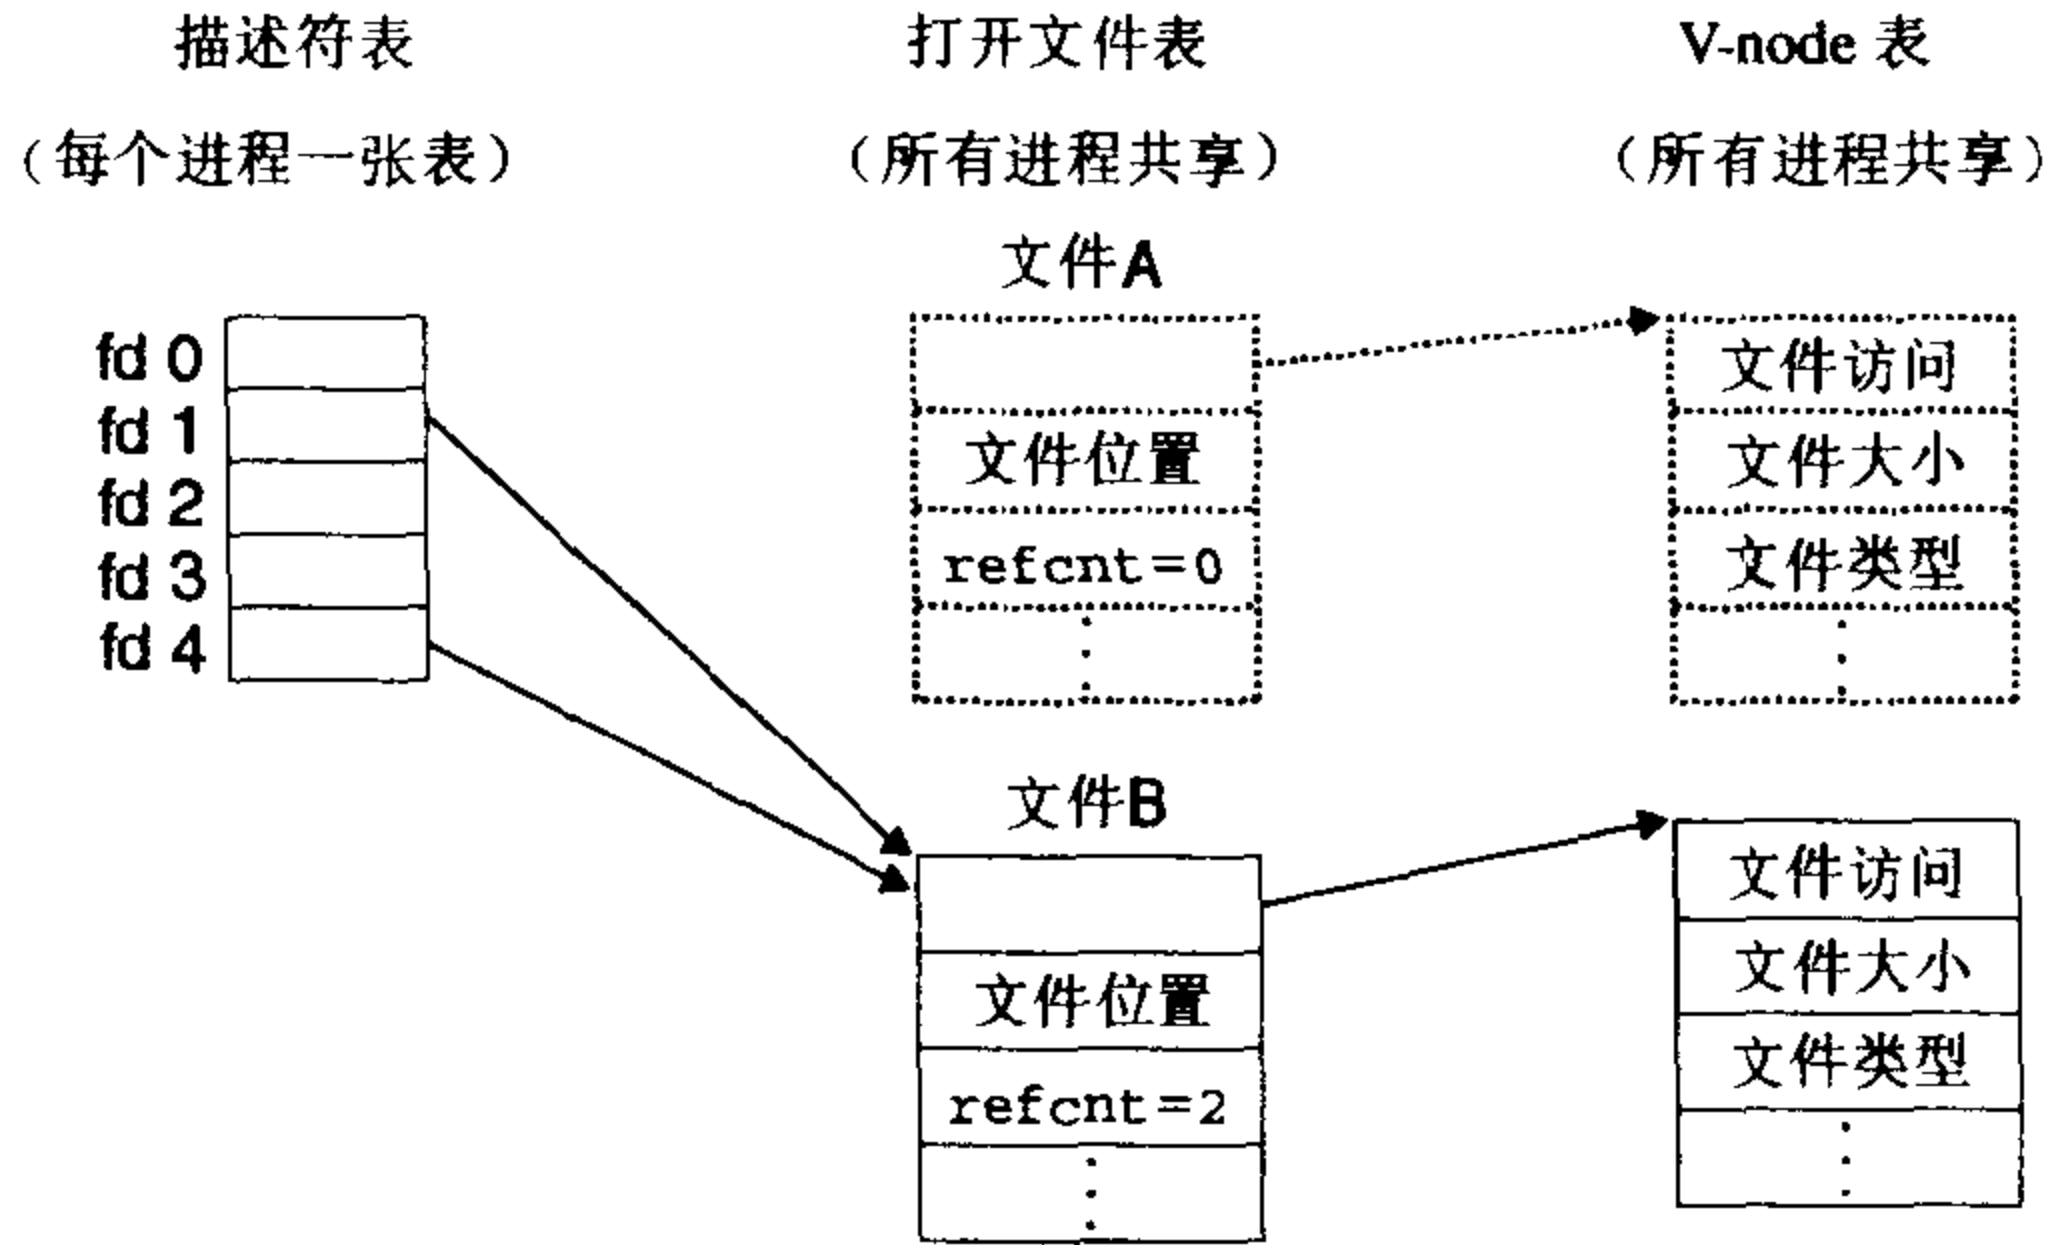 描述符表
(每个进程一张表)
打开文件表
(所有进程共享)
V-node 表
(所有进程共享)
fd 0
fd 1
fd 2
fd 3
fd 4
文件A
文件位置
refcnt=0
文件访问
文件大小
文件类型
文件B
文件位置
refcnt=2
文件访问
文件大小
文件类型